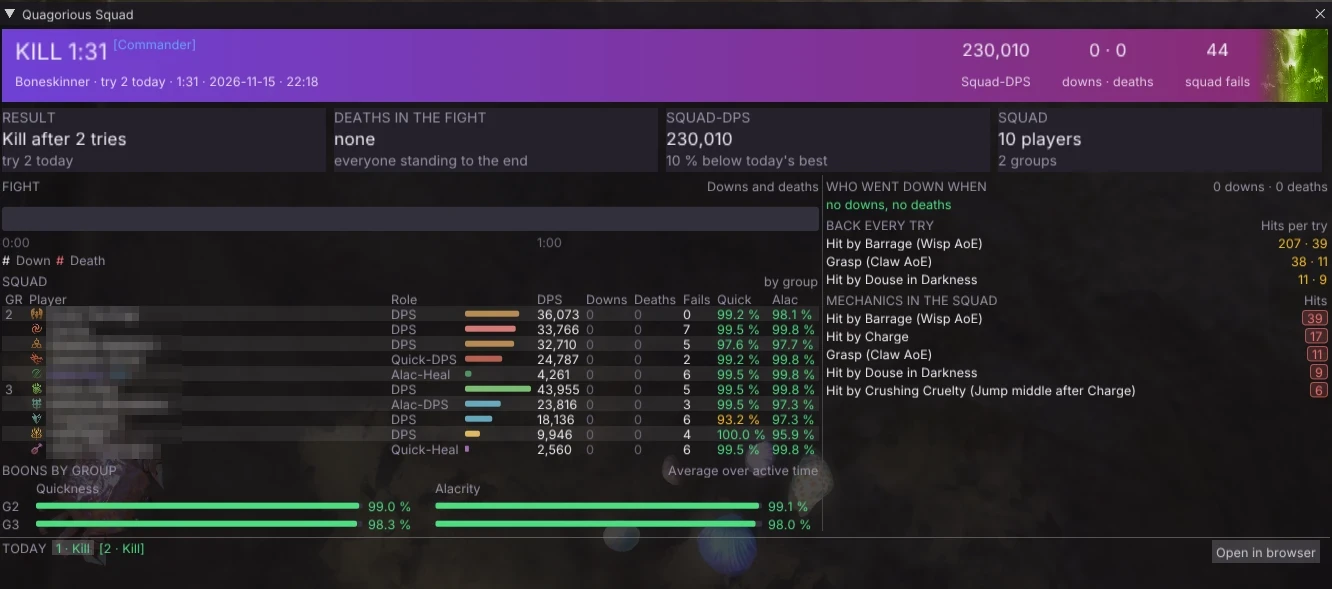 Quagorious Squad
KILL 1:31 [Commander]
Boneskinner · try 2 today · 1:31 · 2026-11-15 · 22:18
230,010
Squad-DPS
0 · 0
downs · deaths
44
squad fails
RESULT
Kill after 2 tries
try 2 today
DEATHS IN THE FIGHT
none
everyone standing to the end
SQUAD-DPS
230,010
10 % below today's best
SQUAD
10 players
2 groups
FIGHT Downs and deaths
0:00 1:00
# Down # Death
SQUAD by group
GR Player Role DPS Downs Deaths Fails Quick Alac
2 DPS 36,073 0 0 0 99.2 % 98.1 %
DPS 33,766 0 0 7 99.5 % 99.8 %
DPS 32,710 0 0 5 97.6 % 97.7 %
Quick-DPS 24,787 0 0 2 99.2 % 99.8 %
Alac-Heal 4,261 0 0 6 99.5 % 99.8 %
3 DPS 43,955 0 0 5 99.5 % 99.8 %
Alac-DPS 23,816 0 0 3 99.5 % 97.3 %
DPS 18,136 0 0 6 93.2 % 97.3 %
DPS 9,946 0 0 4 100.0 % 95.9 %
Quick-Heal 2,560 0 0 6 99.5 % 99.8 %
BOONS BY GROUP Average over active time
Quickness Alacrity
G2 99.0 % 99.1 %
G3 98.3 % 98.0 %
WHO WENT DOWN WHEN 0 downs · 0 deaths
no downs, no deaths
BACK EVERY TRY Hits per try
Hit by Barrage (Wisp AoE) 207 · 39
Grasp (Claw AoE) 38 · 11
Hit by Douse in Darkness 11 · 9
MECHANICS IN THE SQUAD Hits
Hit by Barrage (Wisp AoE) 39
Hit by Charge 17
Grasp (Claw AoE) 11
Hit by Douse in Darkness 9
Hit by Crushing Cruelty (Jump middle after Charge) 6
TODAY 1 · Kill [2 · Kill]
Open in browser